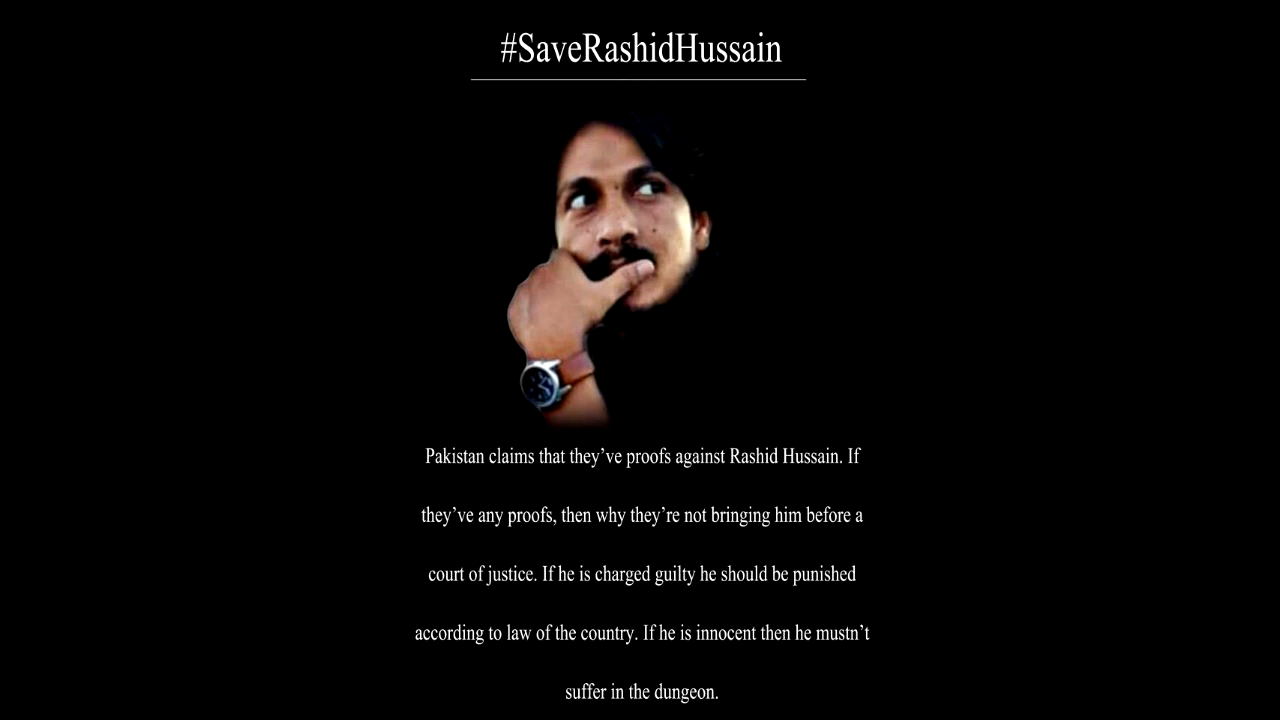 #SaveRashidHussain
Pakistan claims that they’ve proofs against Rashid Hussain. If
they’ve any proofs, then why they’re not bringing him before a
court of justice. If he is charged guilty he should be punished
according to law of the country. If he is innocent then he mustn’t
suffer in the dungeon.